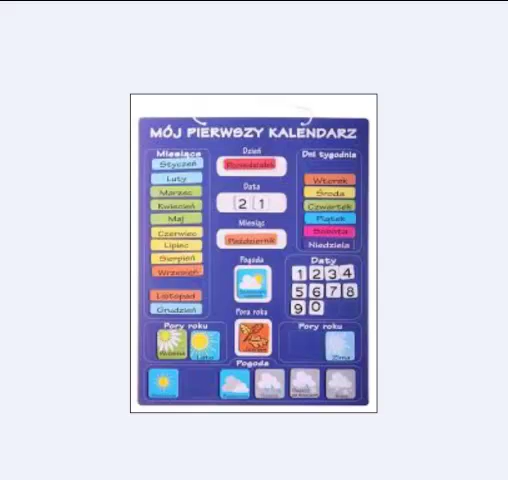 MÓJ PIERWSZY KALENDARZ
Miesiące
Styczeń
Luty
Marzec
Kwiecień
Maj
Czerwiec
Lipiec
Sierpień
Wrzesień
Listopad
Grudzień
Dzień
Poniedziałek
Data
2 1
Miesiąc
Październik
Pogoda
Pora roku
Dni tygodnia
Wtorek
Środa
Czwartek
Piątek
Sobota
Niedziela
Daty
1 2 3 4
5 6 7 8
9 0
Pory roku
Wiosna
Lato
Pory roku
Zima
Pogoda